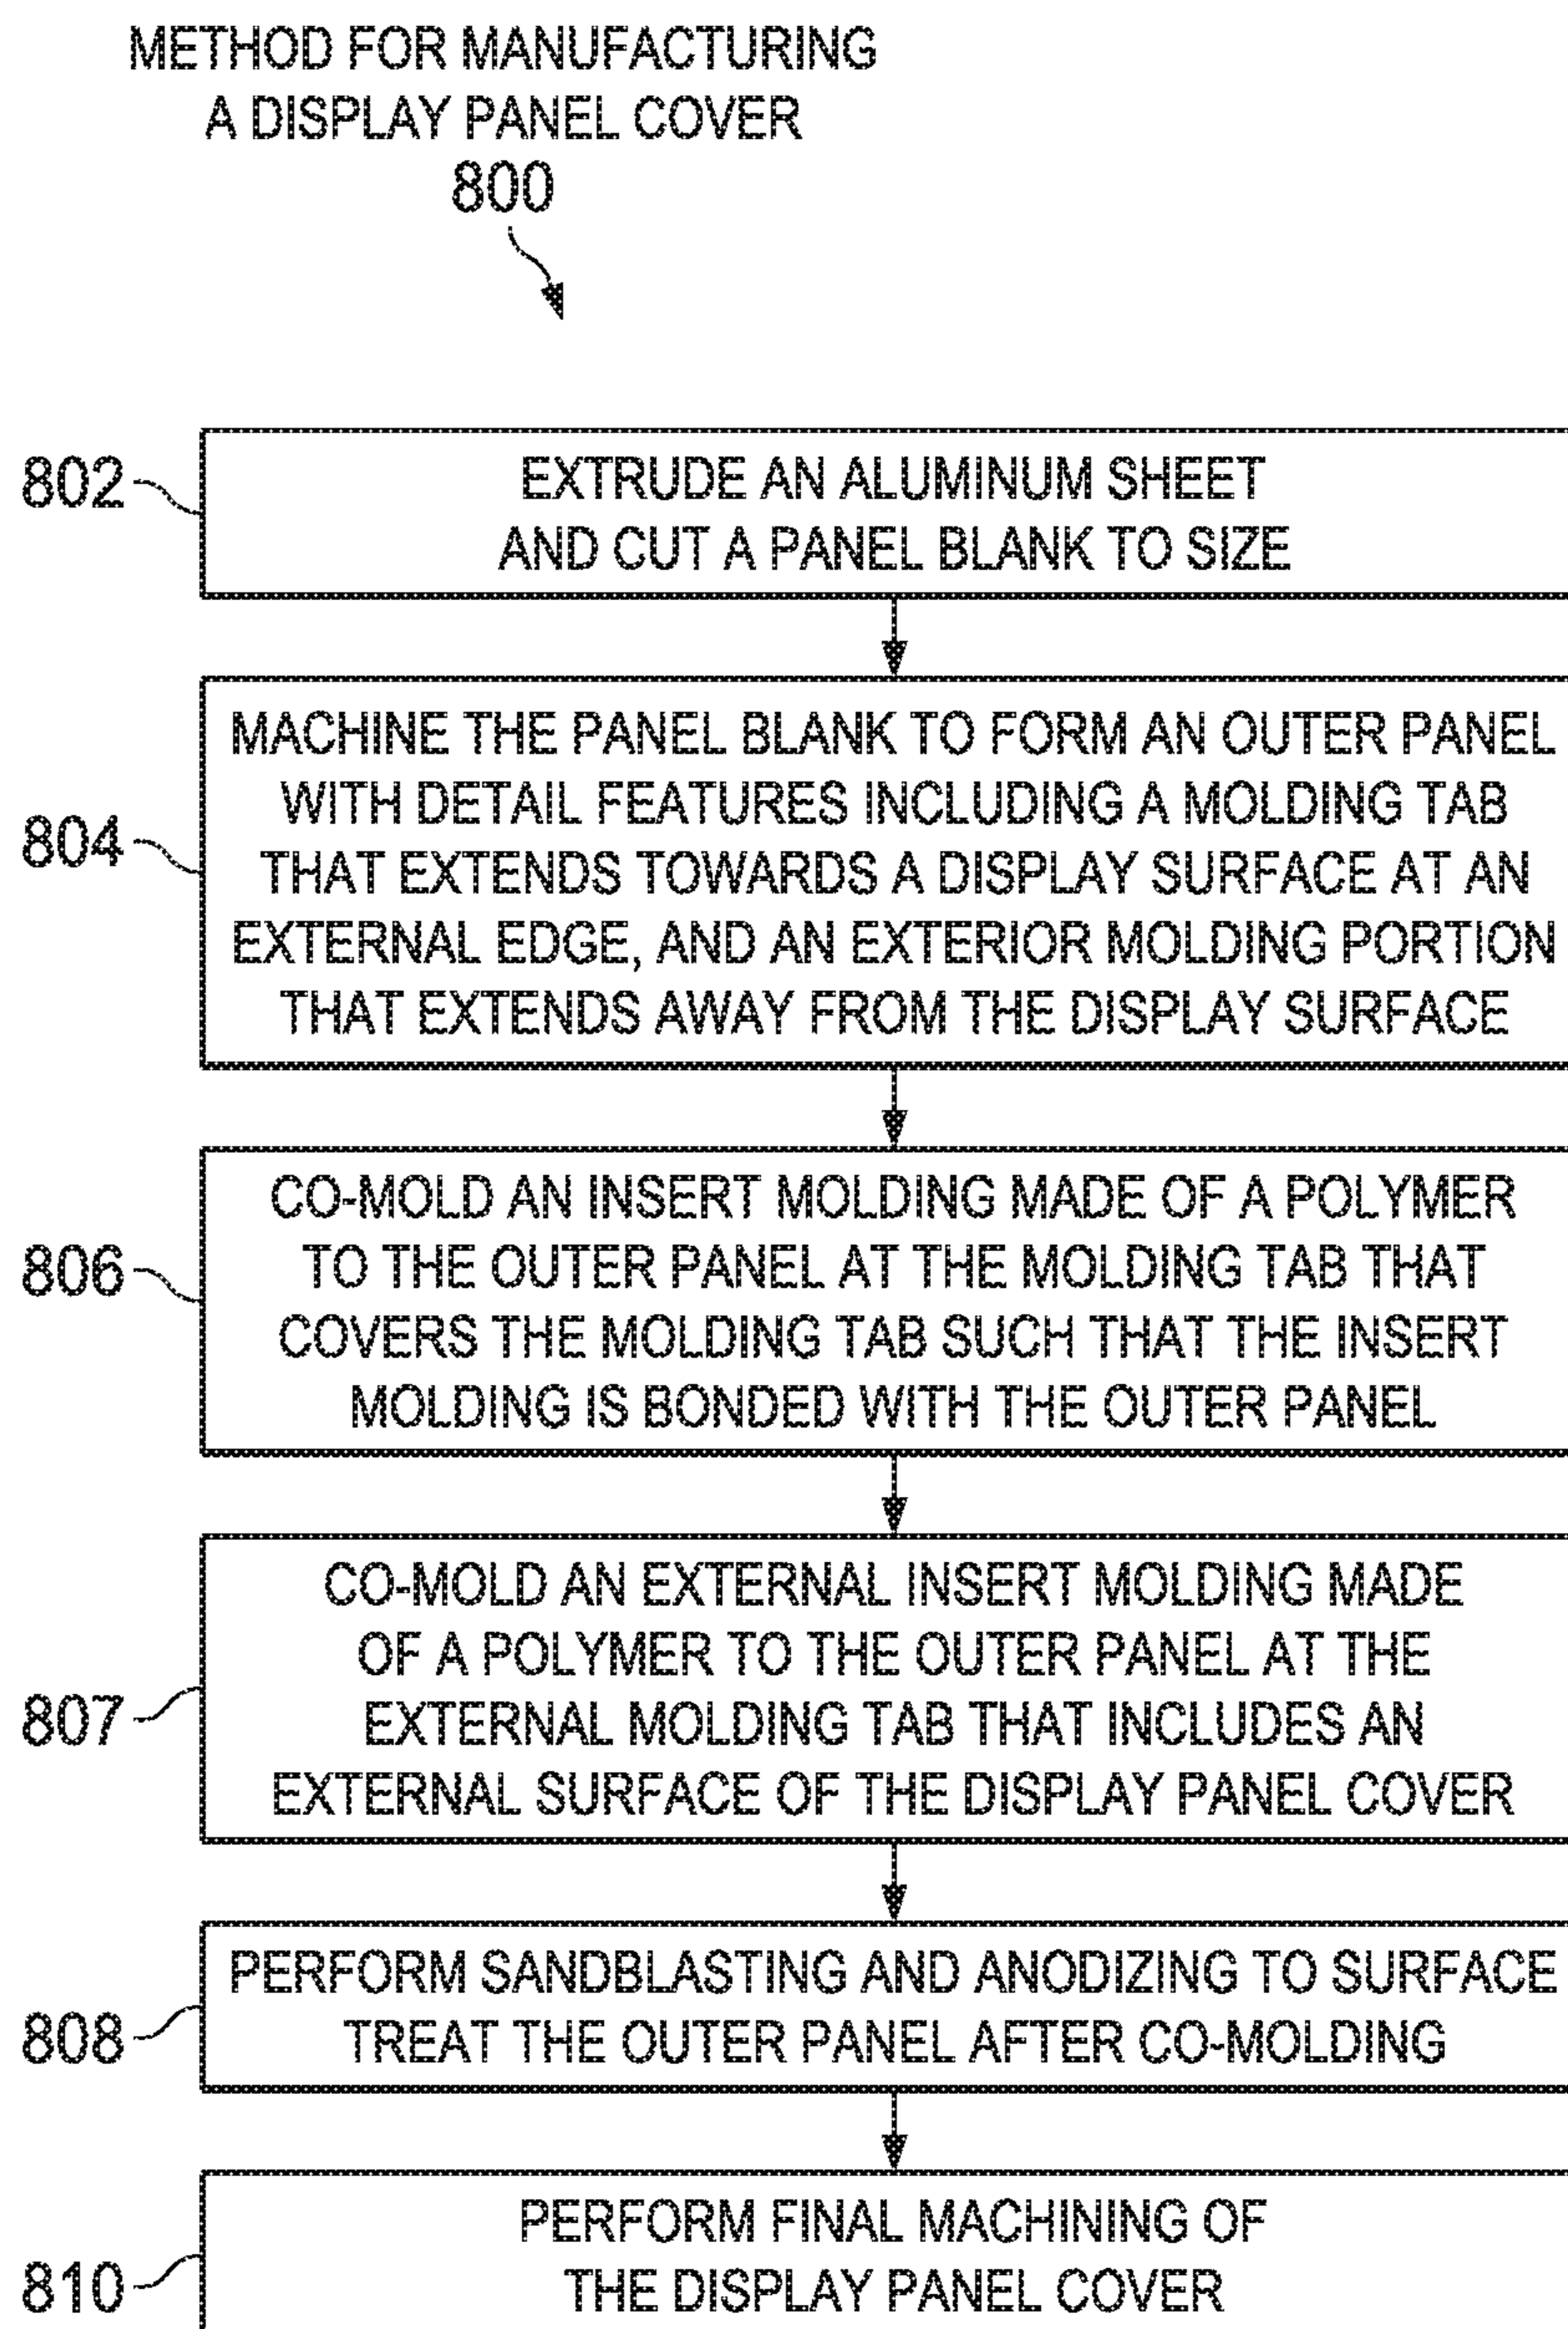 METHOD FOR MANUFACTURING
A DISPLAY PANEL COVER
800
802
EXTRUDE AN ALUMINUM SHEET
AND CUT A PANEL BLANK TO SIZE
804
MACHINE THE PANEL BLANK TO FORM AN OUTER PANEL
WITH DETAIL FEATURES INCLUDING A MOLDING TAB
THAT EXTENDS TOWARDS A DISPLAY SURFACE AT AN
EXTERNAL EDGE, AND AN EXTERIOR MOLDING PORTION
THAT EXTENDS AWAY FROM THE DISPLAY SURFACE
806
CO-MOLD AN INSERT MOLDING MADE OF A POLYMER
TO THE OUTER PANEL AT THE MOLDING TAB THAT
COVERS THE MOLDING TAB SUCH THAT THE INSERT
MOLDING IS BONDED WITH THE OUTER PANEL
807
CO-MOLD AN EXTERNAL INSERT MOLDING MADE
OF A POLYMER TO THE OUTER PANEL AT THE
EXTERNAL MOLDING TAB THAT INCLUDES AN
EXTERNAL SURFACE OF THE DISPLAY PANEL COVER
808
PERFORM SANDBLASTING AND ANODIZING TO SURFACE
TREAT THE OUTER PANEL AFTER CO-MOLDING
810
PERFORM FINAL MACHINING OF
THE DISPLAY PANEL COVER